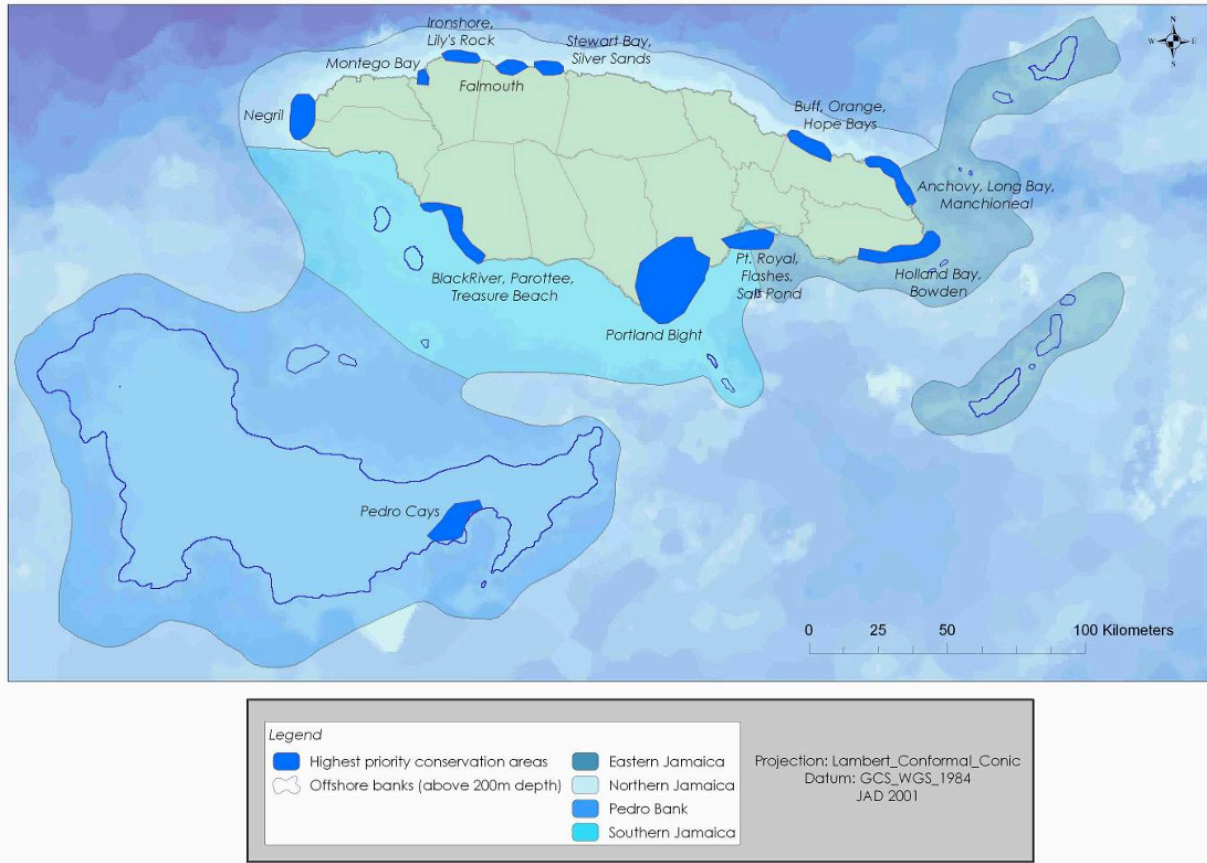 Ironshore,
Lily's Rock
Stewart Bay,
Silver Sands
Montego Bay
Falmouth
N
W E
S
Negril
Buff, Orange,
Hope Bays
Anchovy, Long Bay,
Manchioneal
BlackRiver, Parottee,
Treasure Beach
Pt. Royal,
Flashes,
Salt Pond
Holland Bay,
Bowden
Portland Bight
Pedro Cays
0 25 50 100 Kilometers
Legend
Highest priority conservation areas
Offshore banks (above 200m depth)
Eastern Jamaica
Northern Jamaica
Pedro Bank
Southern Jamaica
Projection: Lambert_Conformal_Conic
Datum: GCS_WGS_1984
JAD 2001